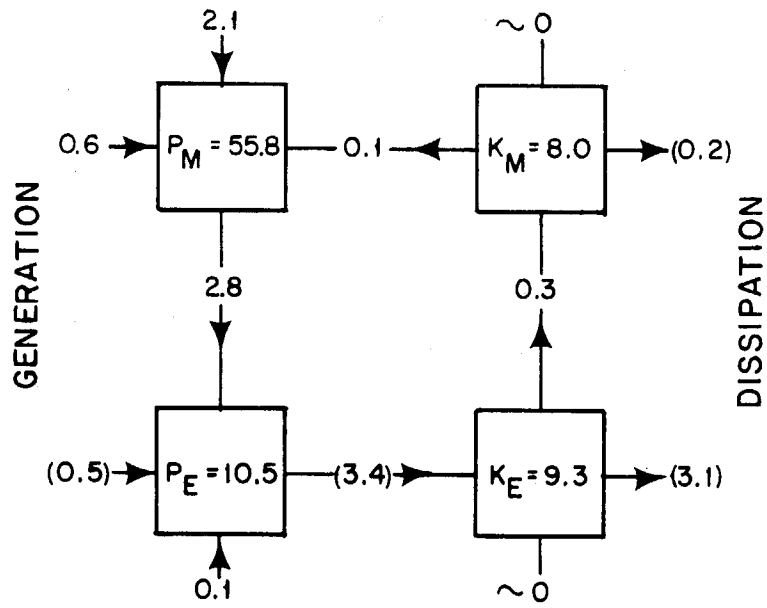 2.1
~0
0.6
P_M = 55.8
0.1
K_M = 8.0
(0.2)
GENERATION
DISSIPATION
2.8
0.3
(0.5)
P_E = 10.5
(3.4)
K_E = 9.3
(3.1)
0.1
~0